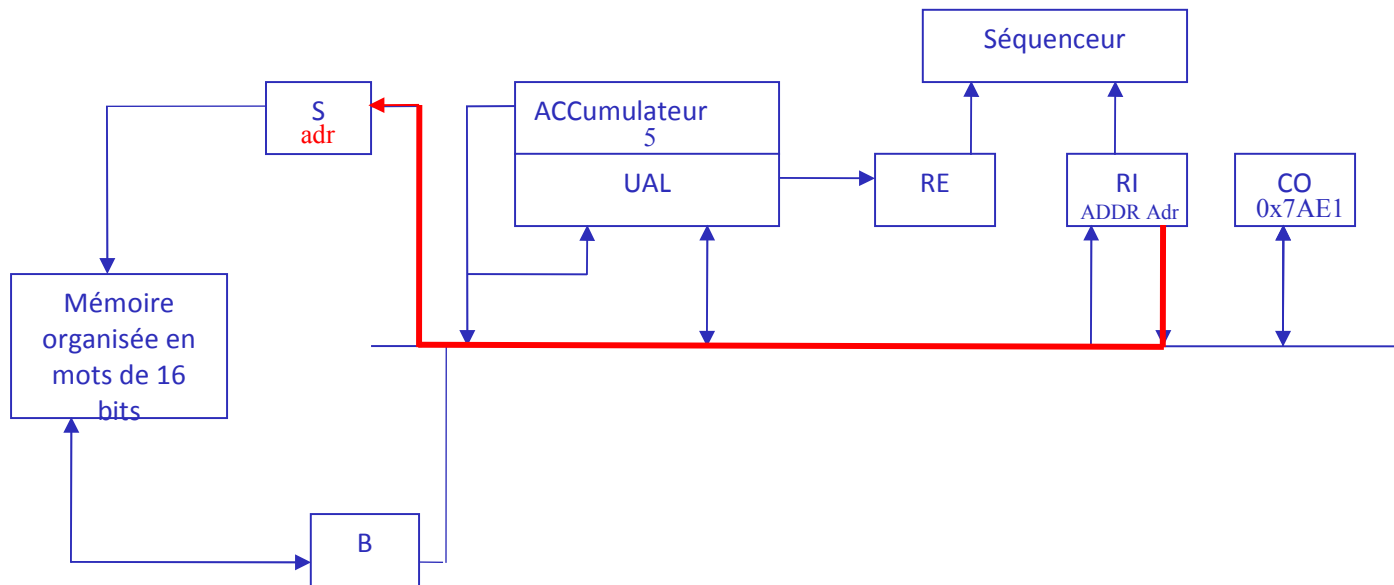 Séquenceur
S
adr
ACCumulateur
5
UAL
RE
RI
ADDR Adr
CO
0x7AE1
Mémoire
organisée en
mots de 16
bits
B